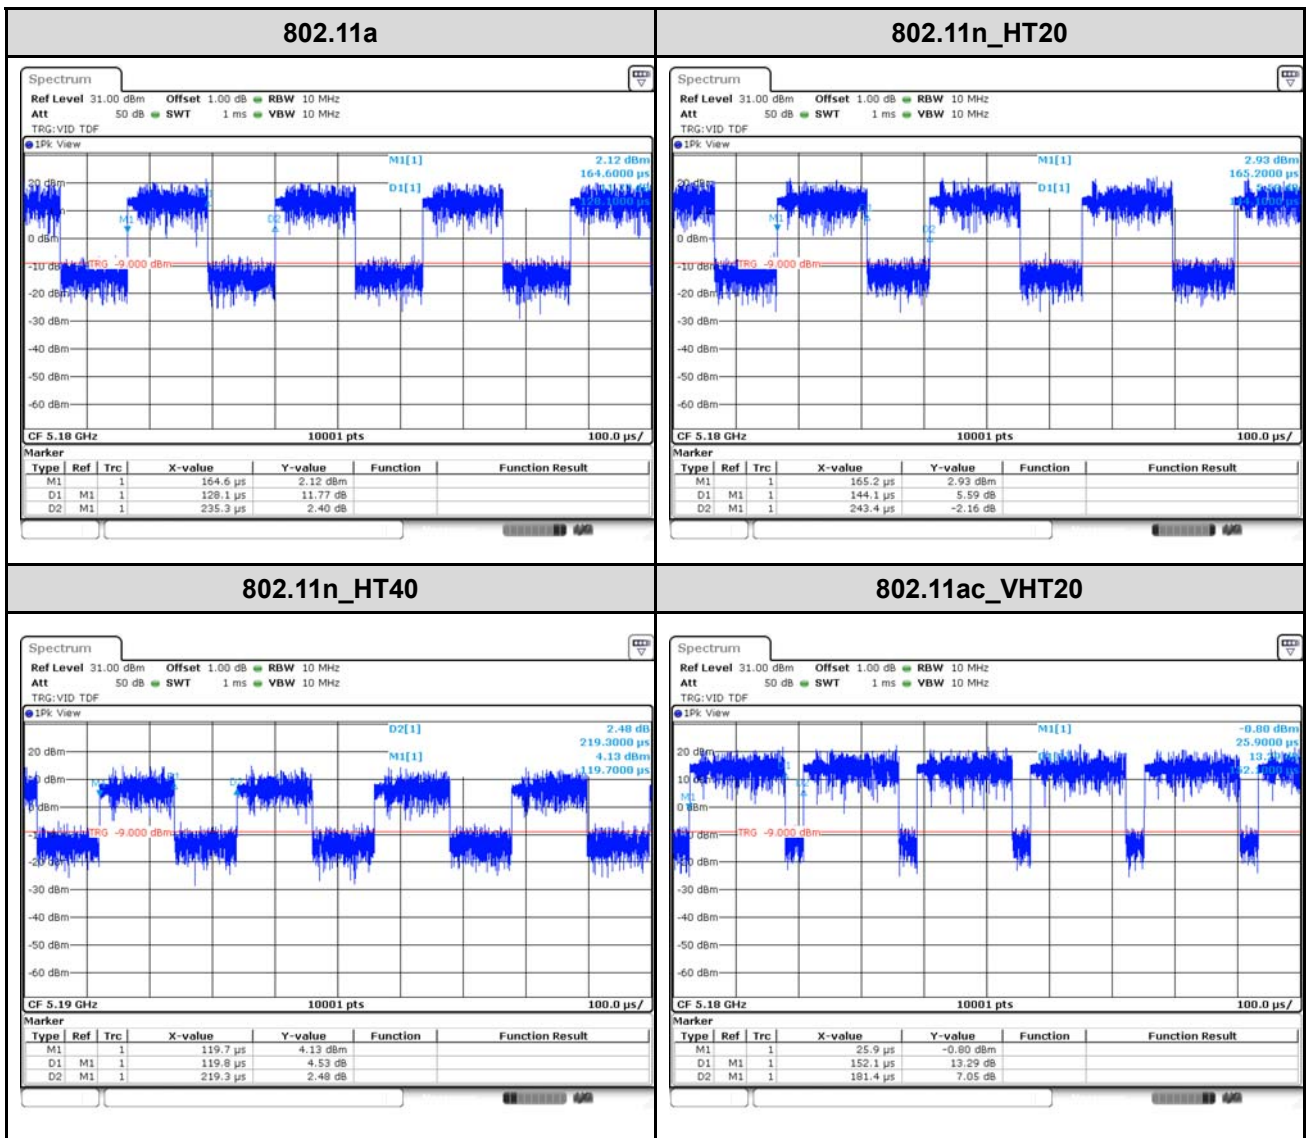 802.11a
802.11n_HT20
Spectrum
Ref Level 31.00 dBm Offset 1.00 dB RBW 10 MHz
Att 50 dB SWT 1 ms VBW 10 MHz
TRG:VID TDF
1Pk View
M1[1] 2.12 dBm
164.6000 µs
D1[1]
128.1000 µs
20 dBm
M1
D2
0 dBm
-10 dBm
TRG -9.000 dBm
-20 dBm
-30 dBm
-40 dBm
-50 dBm
-60 dBm
CF 5.18 GHz 10001 pts 100.0 µs/
Marker
Type Ref Trc X-value Y-value Function Function Result
M1 1 164.6 µs 2.12 dBm
D1 M1 1 128.1 µs 11.77 dB
D2 M1 1 235.3 µs 2.40 dB
Spectrum
Ref Level 31.00 dBm Offset 1.00 dB RBW 10 MHz
Att 50 dB SWT 1 ms VBW 10 MHz
TRG:VID TDF
1Pk View
M1[1] 2.93 dBm
165.2000 µs
D1[1]
20 dBm
M1
D2
0 dBm
-10 dBm
TRG -9.000 dBm
-20 dBm
-30 dBm
-40 dBm
-50 dBm
-60 dBm
CF 5.18 GHz 10001 pts 100.0 µs/
Marker
Type Ref Trc X-value Y-value Function Function Result
M1 1 165.2 µs 2.93 dBm
D1 M1 1 144.1 µs 5.59 dB
D2 M1 1 243.4 µs -2.16 dB
802.11n_HT40
802.11ac_VHT20
Spectrum
Ref Level 31.00 dBm Offset 1.00 dB RBW 10 MHz
Att 50 dB SWT 1 ms VBW 10 MHz
TRG:VID TDF
1Pk View
D2[1] 2.48 dB
219.3000 µs
M1[1] 4.13 dBm
119.7000 µs
20 dBm
0 dBm
TRG -9.000 dBm
-30 dBm
-40 dBm
-50 dBm
-60 dBm
CF 5.19 GHz 10001 pts 100.0 µs/
Marker
Type Ref Trc X-value Y-value Function Function Result
M1 1 119.7 µs 4.13 dBm
D1 M1 1 119.8 µs 4.53 dB
D2 M1 1 219.3 µs 2.48 dB
Spectrum
Ref Level 31.00 dBm Offset 1.00 dB RBW 10 MHz
Att 50 dB SWT 1 ms VBW 10 MHz
TRG:VID TDF
1Pk View
M1[1] -0.80 dBm
25.9000 µs
20 dBm
M1
D2
0 dBm
TRG -9.000 dBm
-30 dBm
-40 dBm
-50 dBm
-60 dBm
CF 5.18 GHz 10001 pts 100.0 µs/
Marker
Type Ref Trc X-value Y-value Function Function Result
M1 1 25.9 µs -0.80 dBm
D1 M1 1 152.1 µs 13.29 dB
D2 M1 1 181.4 µs 7.05 dB